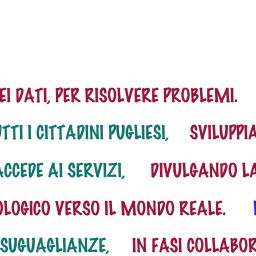 EI DATI, PER RISOLVERE PROBLEMI.
TTI I CITTADINI PUGLIESI, SVILUPPIA
ACCEDE AI SERVIZI, DIVULGANDO LA
OLOGICO VERSO IL MONDO REALE.
SUGUAGLIANZE, IN FASI COLLABOR